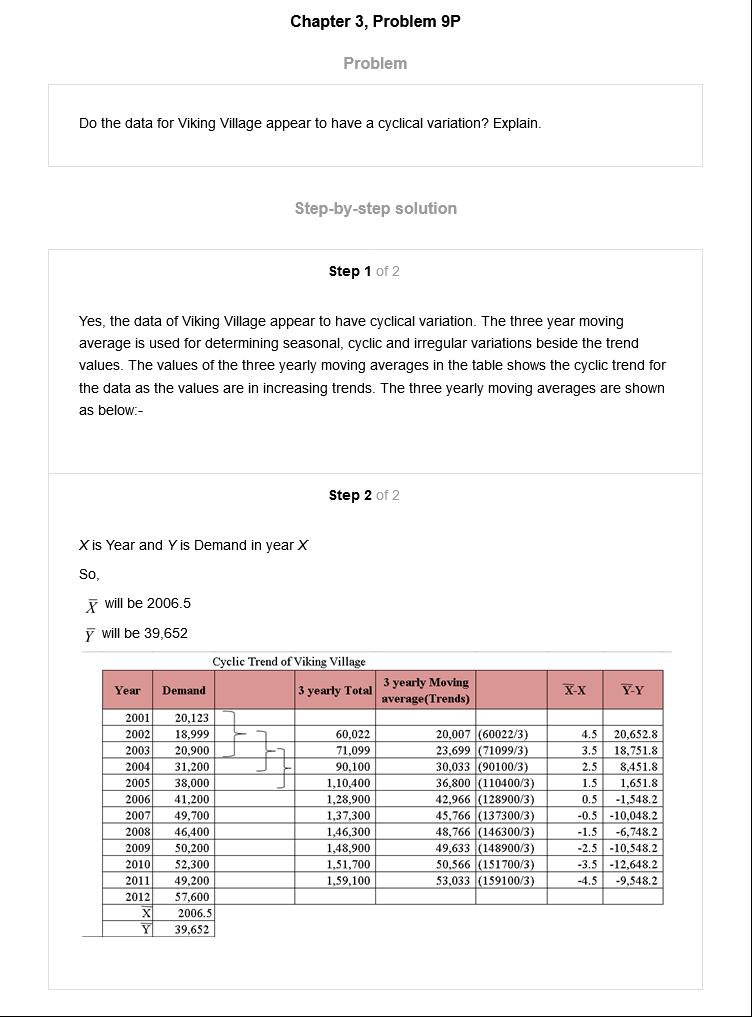 Chapter 3, Problem 9P
Problem
Do the data for Viking Village appear to have a cyclical variation? Explain.
Step-by-step solution
Step 1 of 2
Yes, the data of Viking Village appear to have cyclical variation. The three year moving
average is used for determining seasonal, cyclic and irregular variations beside the trend
values. The values of the three yearly moving averages in the table shows the cyclic trend for
the data as the values are in increasing trends. The three yearly moving averages are shown
as below:-
Step 2 of 2
X is Year and Y is Demand in year X
So,
X̅ will be 2006.5
Y̅ will be 39,652
Cyclic Trend of Viking Village
Year Demand 3 yearly Total 3 yearly Moving average(Trends) X̅-X Y̅-Y
2001 20,123
2002 18,999 60,022 20,007 (60022/3) 4.5 20,652.8
2003 20,900 71,099 23,699 (71099/3) 3.5 18,751.8
2004 31,200 90,100 30,033 (90100/3) 2.5 8,451.8
2005 38,000 1,10,400 36,800 (110400/3) 1.5 1,651.8
2006 41,200 1,28,900 42,966 (128900/3) 0.5 -1,548.2
2007 49,700 1,37,300 45,766 (137300/3) -0.5 -10,048.2
2008 46,400 1,46,300 48,766 (146300/3) -1.5 -6,748.2
2009 50,200 1,48,900 49,633 (148900/3) -2.5 -10,548.2
2010 52,300 1,51,700 50,566 (151700/3) -3.5 -12,648.2
2011 49,200 1,59,100 53,033 (159100/3) -4.5 -9,548.2
2012 57,600
X̅ 2006.5
Y̅ 39,652